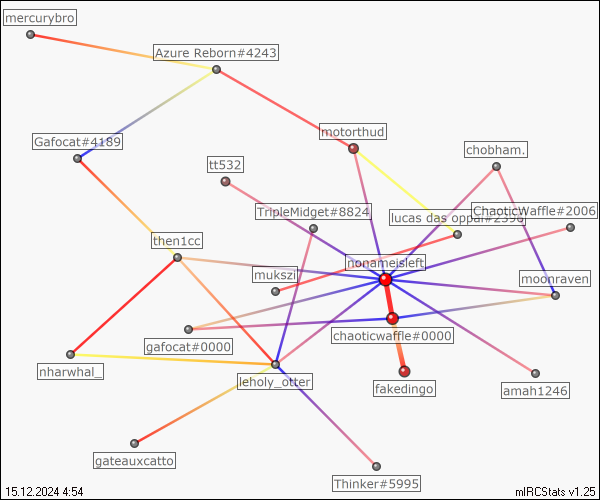 mercurybro
Azure Reborn#4243
motorthud
Gafocat#4189
chobham.
tt532
TripleMidget#8824
ChaoticWaffle#2006
lucas das oppai#2596
then1cc
nonameisleft
mukszi
moonraven
chaoticwaffle#0000
gafocat#0000
nharwhal_
leholy_otter
fakedingo
amah1246
gateauxcatto
Thinker#5995
15.12.2024 4:54
mIRCStats v1.25